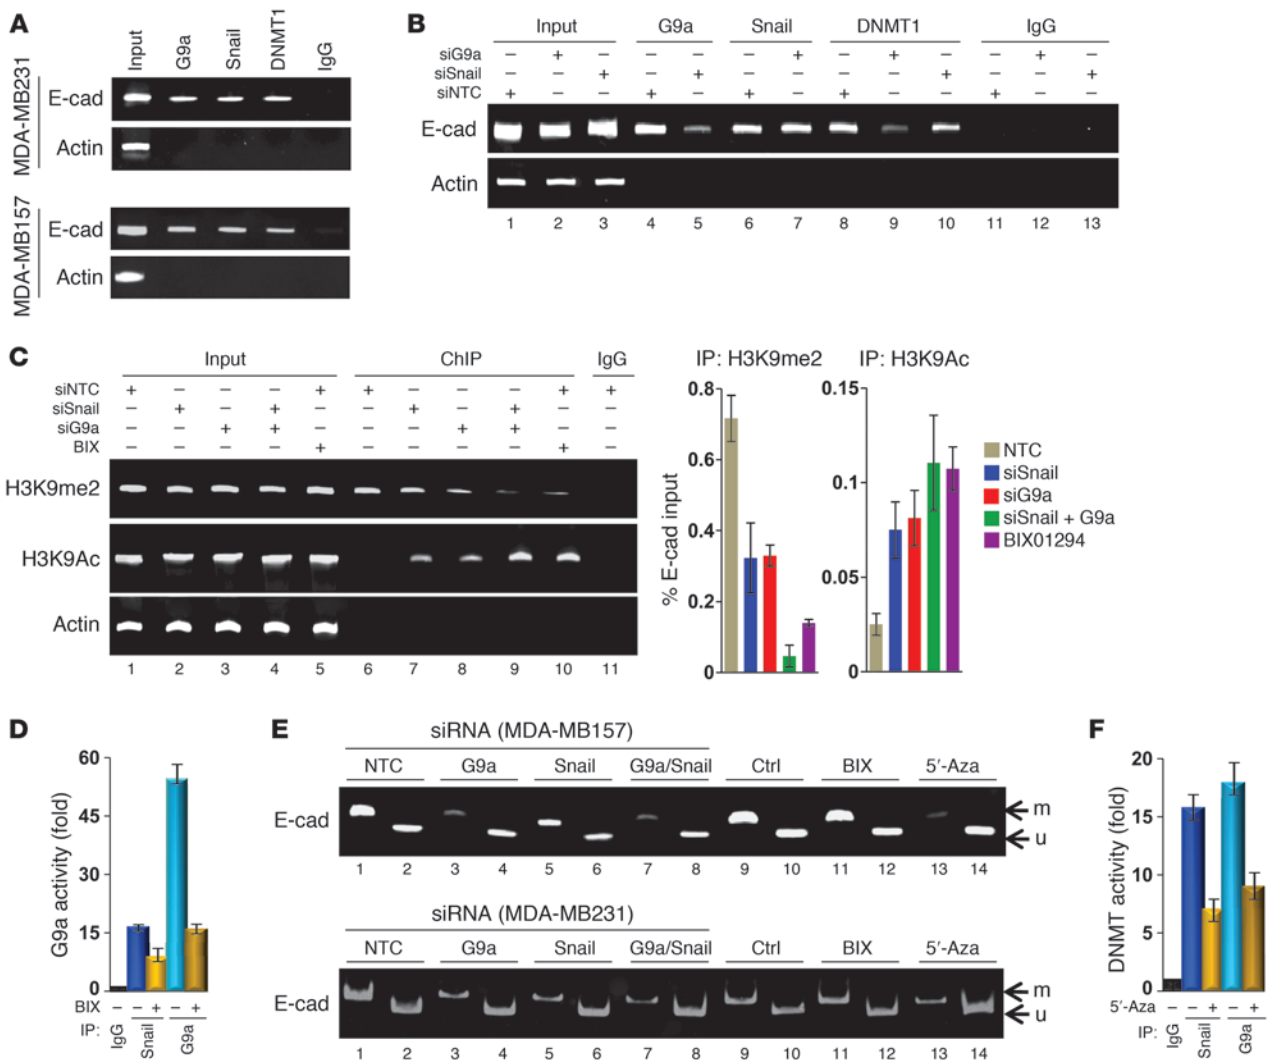 A
Input
G9a
Snail
DNMT1
IgG
MDA-MB231
E-cad
Actin
MDA-MB157
E-cad
Actin
B
Input G9a Snail DNMT1 IgG
siG9a – + – – – – + – + – – + –
siSnail – – + – + – – – – + – – +
siNTC + – – + – + – + – – + – –
E-cad
Actin
1 2 3 4 5 6 7 8 9 10 11 12 13
C
Input ChIP IgG
siNTC + – – – + + – – – + +
siSnail – + – + – – + – + – –
siG9a – – + + – – – + + – –
BIX – – – – + – – – – + –
H3K9me2
H3K9Ac
Actin
1 2 3 4 5 6 7 8 9 10 11
IP: H3K9me2
% E-cad input
0.8
0.6
0.4
0.2
0
IP: H3K9Ac
0.15
0.1
0.05
0
NTC
siSnail
siG9a
siSnail + G9a
BIX01294
D
G9a activity (fold)
60
45
30
15
0
BIX – – + – +
IP: IgG Snail G9a
E
siRNA (MDA-MB157)
NTC G9a Snail G9a/Snail Ctrl BIX 5′-Aza
E-cad
m
u
1 2 3 4 5 6 7 8 9 10 11 12 13 14
siRNA (MDA-MB231)
NTC G9a Snail G9a/Snail Ctrl BIX 5′-Aza
E-cad
m
u
1 2 3 4 5 6 7 8 9 10 11 12 13 14
F
DNMT activity (fold)
20
15
10
5
0
5′-Aza – – + – +
IP: IgG Snail G9a